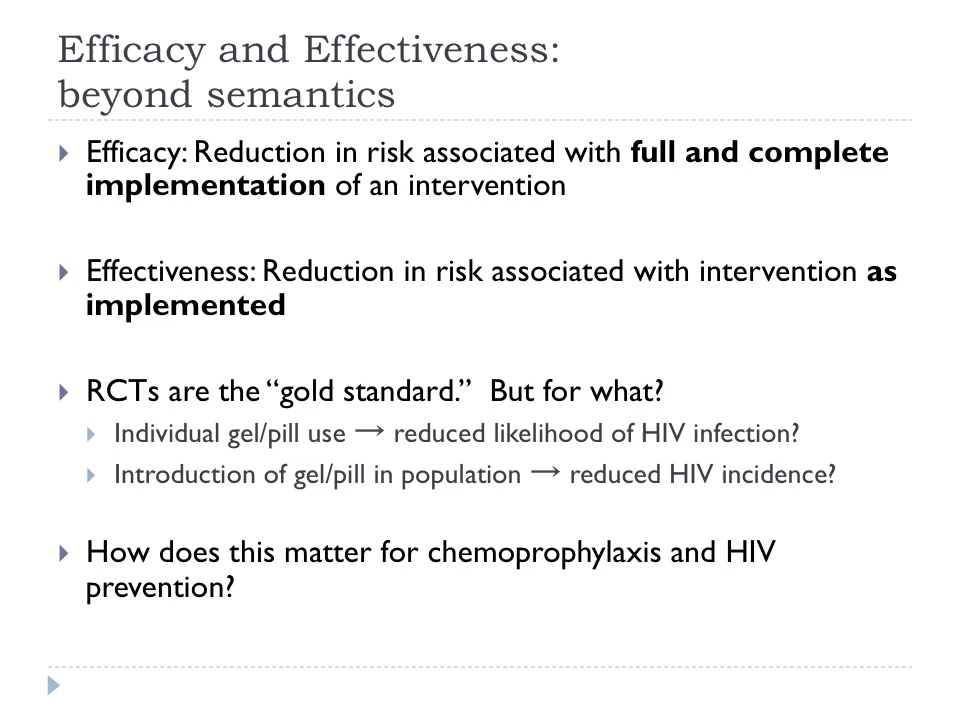 Efficacy and Effectiveness:
beyond semantics
Efficacy: Reduction in risk associated with full and complete
implementation of an intervention
Effectiveness: Reduction in risk associated with intervention as
implemented
RCTs are the “gold standard.”  But for what?
Individual gel/pill use → reduced likelihood of HIV infection?
Introduction of gel/pill in population → reduced HIV incidence?
How does this matter for chemoprophylaxis and HIV
prevention?